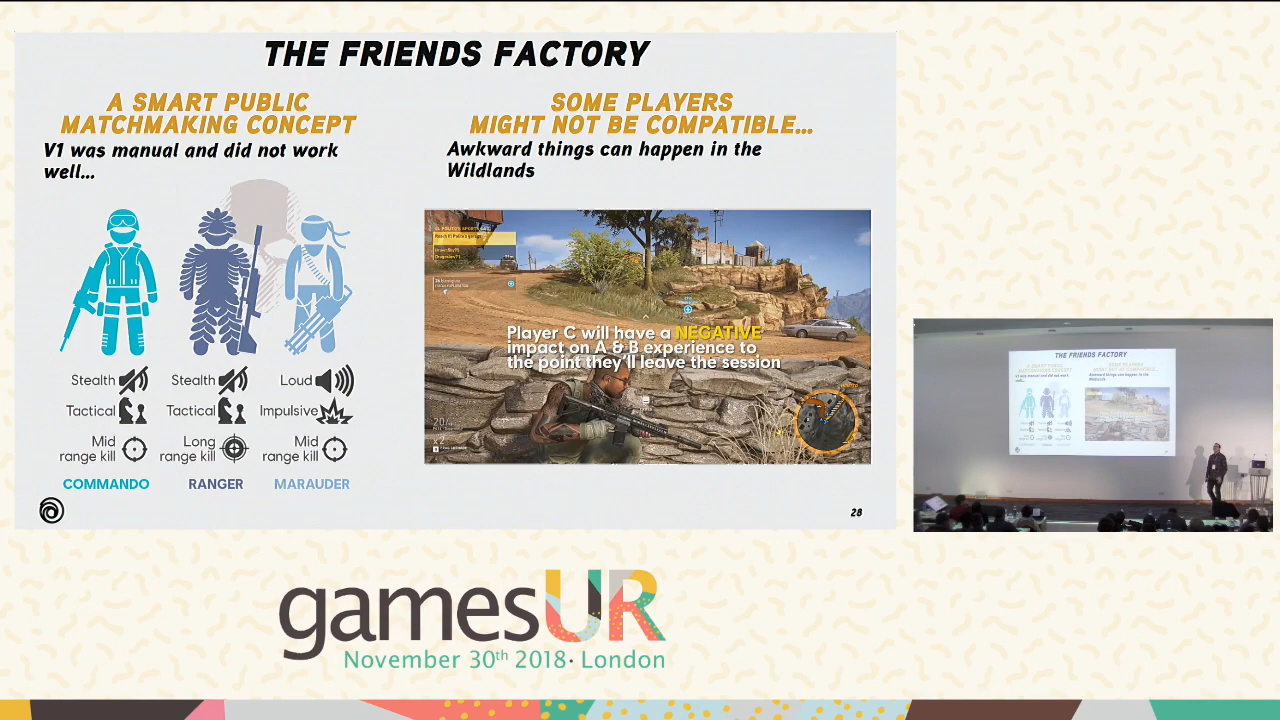 THE FRIENDS FACTORY
A SMART PUBLIC
MATCHMAKING CONCEPT
V1 was manual and did not work
well...
Stealth
Stealth
Loud
Tactical
Tactical
Impulsive
Mid
range kill
Long
range kill
Mid
range kill
COMMANDO
RANGER
MARAUDER
SOME PLAYERS
MIGHT NOT BE COMPATIBLE...
Awkward things can happen in the
Wildlands
Player C will have a NEGATIVE
impact on A & B experience to
the point they'll leave the session
28
THE FRIENDS FACTORY
gamesUR
November 30th 2018 · London